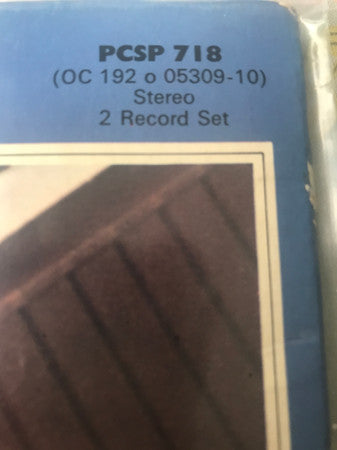 PCSP 718
(OC 192 o 05309-10)
Stereo
2 Record Set